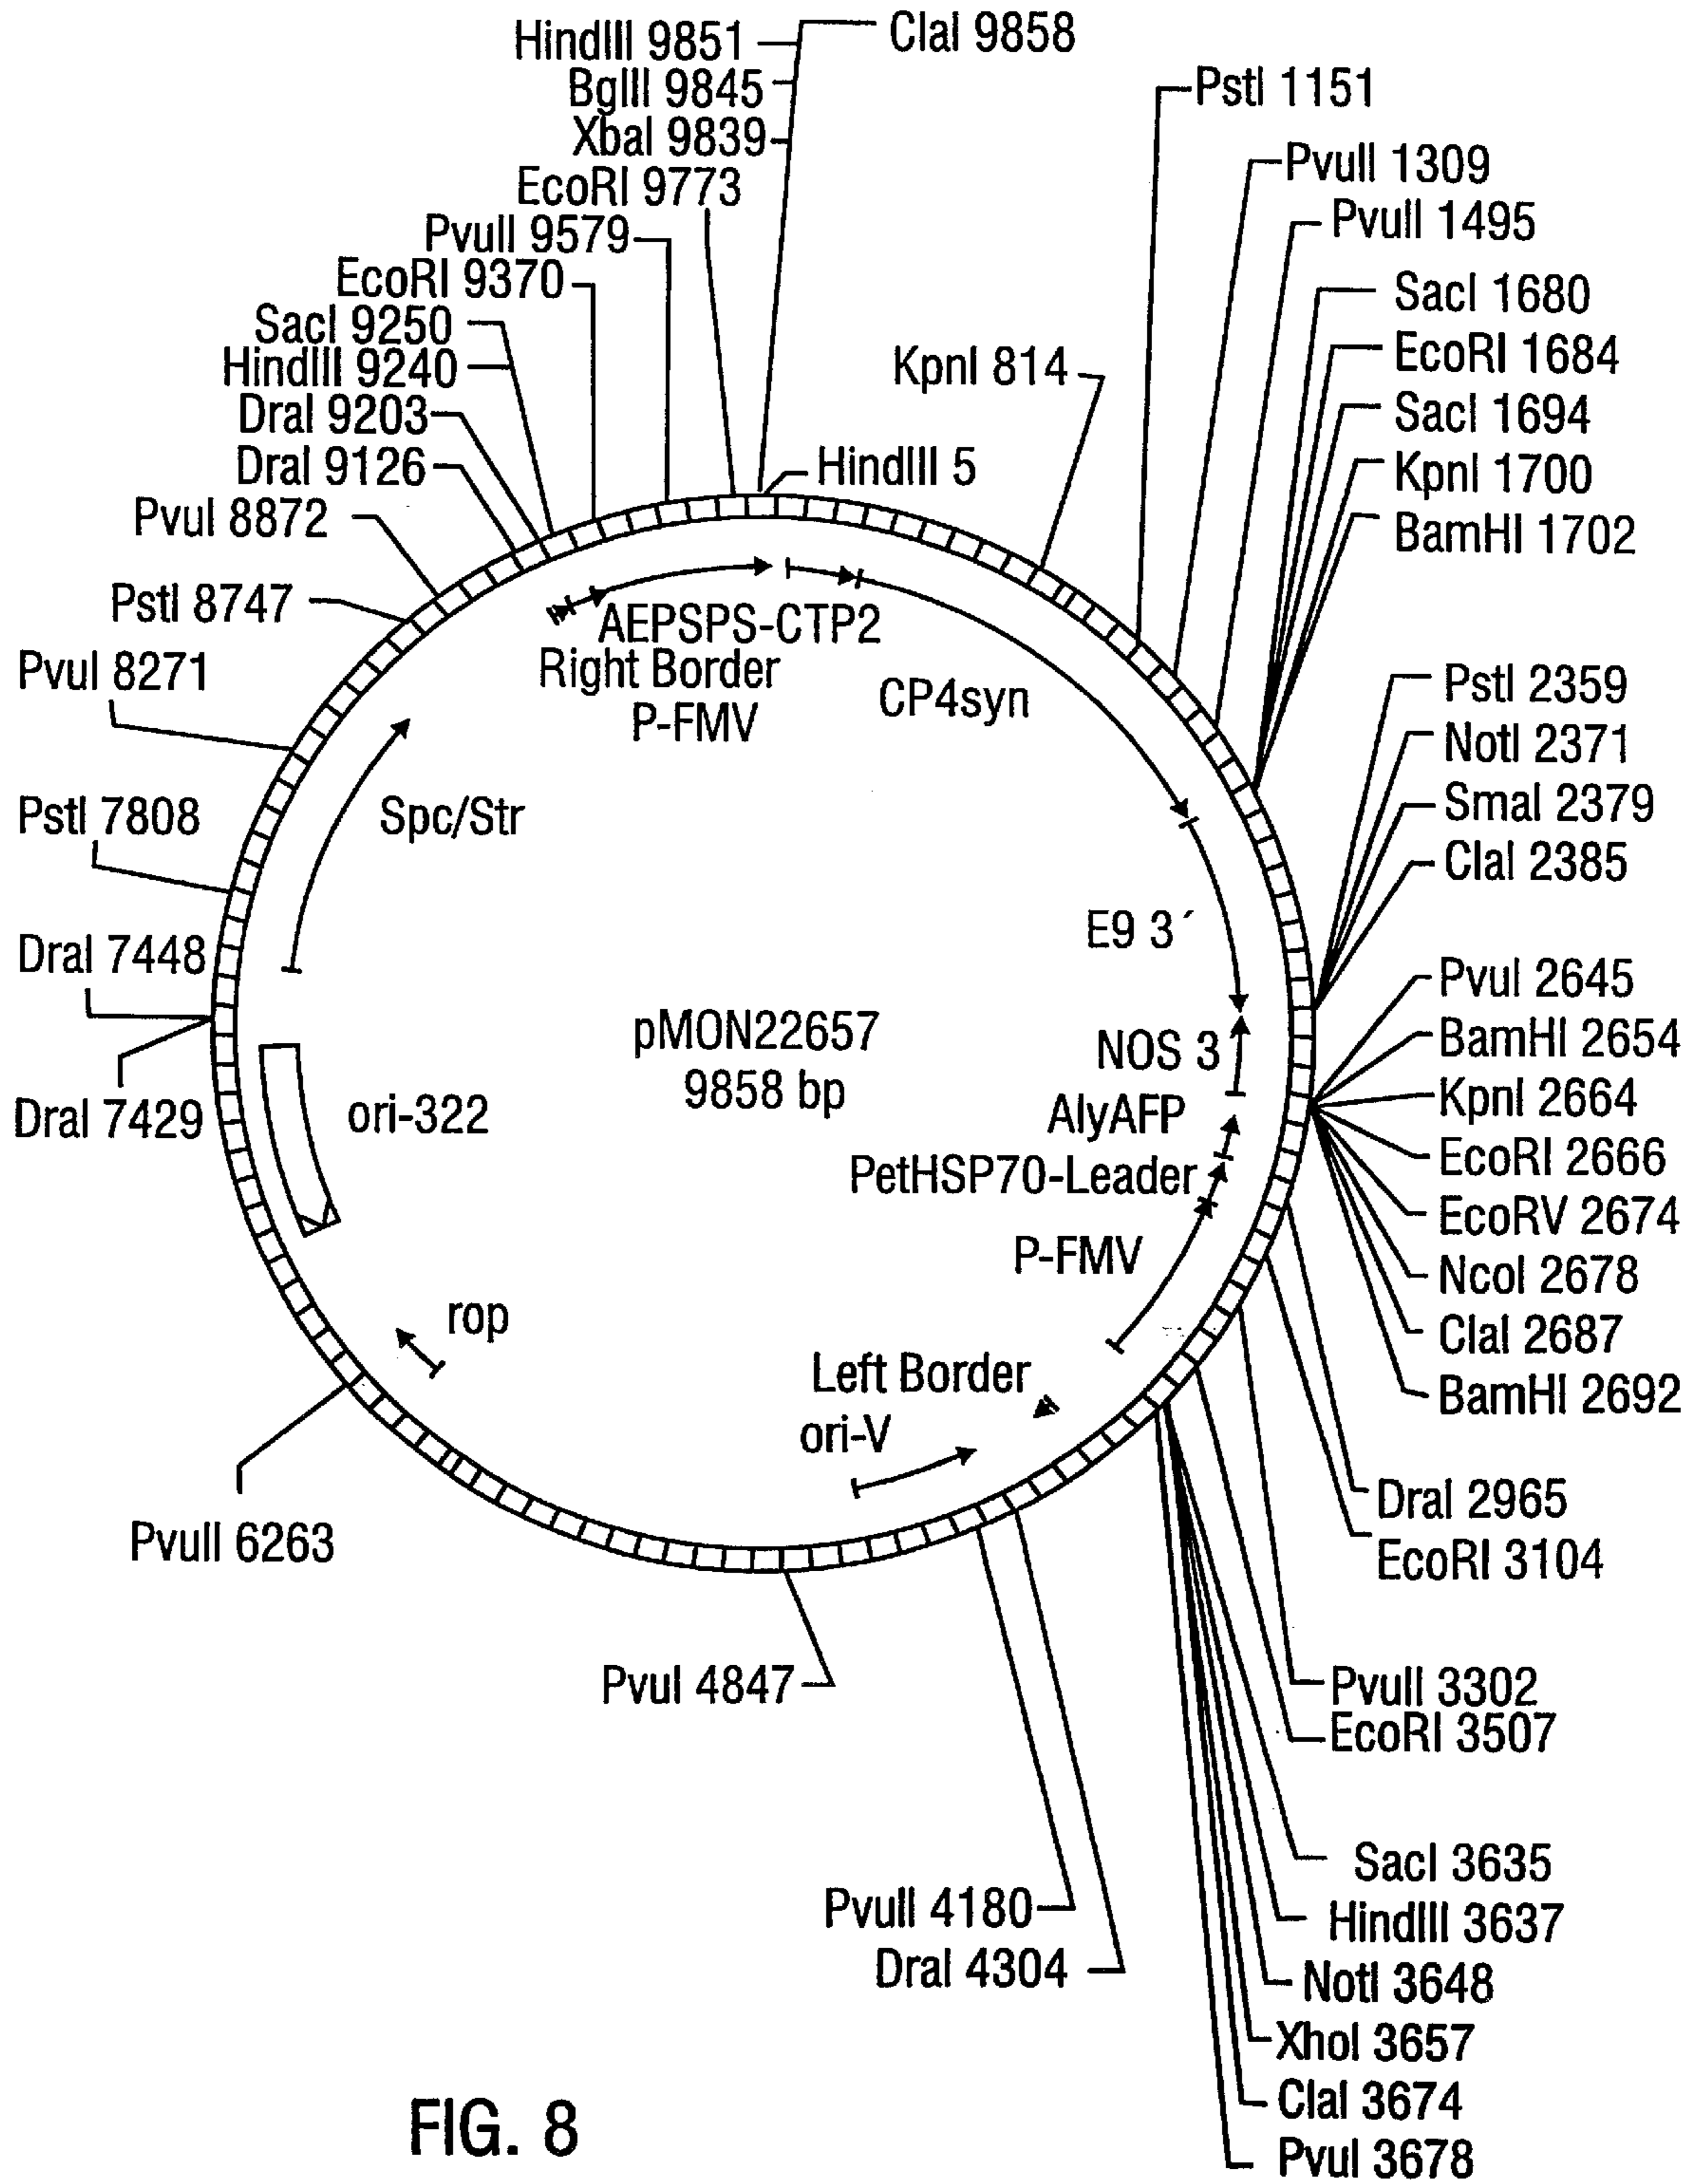 HindIII 9851
BglII 9845
XbaI 9839
EcoRI 9773
PvuII 9579
EcoRI 9370
SacI 9250
HindIII 9240
DraI 9203
DraI 9126
PvuI 8872
PstI 8747
PvuI 8271
PstI 7808
DraI 7448
DraI 7429
PvuII 6263
ClaI 9858
HindIII 5
KpnI 814
PstI 1151
PvuII 1309
PvuII 1495
SacI 1680
EcoRI 1684
SacI 1694
KpnI 1700
BamHI 1702
PstI 2359
NotI 2371
SmaI 2379
ClaI 2385
PvuI 2645
BamHI 2654
KpnI 2664
EcoRI 2666
EcoRV 2674
NcoI 2678
ClaI 2687
BamHI 2692
DraI 2965
EcoRI 3104
PvuII 3302
EcoRI 3507
SacI 3635
HindIII 3637
NotI 3648
XhoI 3657
ClaI 3674
PvuI 3678
PvuII 4180
DraI 4304
PvuI 4847
AEPSPS-CTP2
Right Border
P-FMV
CP4syn
Spc/Str
E9 3´
pMON22657
9858 bp
NOS 3
AlyAFP
PetHSP70-Leader
P-FMV
ori-322
rop
Left Border
ori-V
FIG. 8